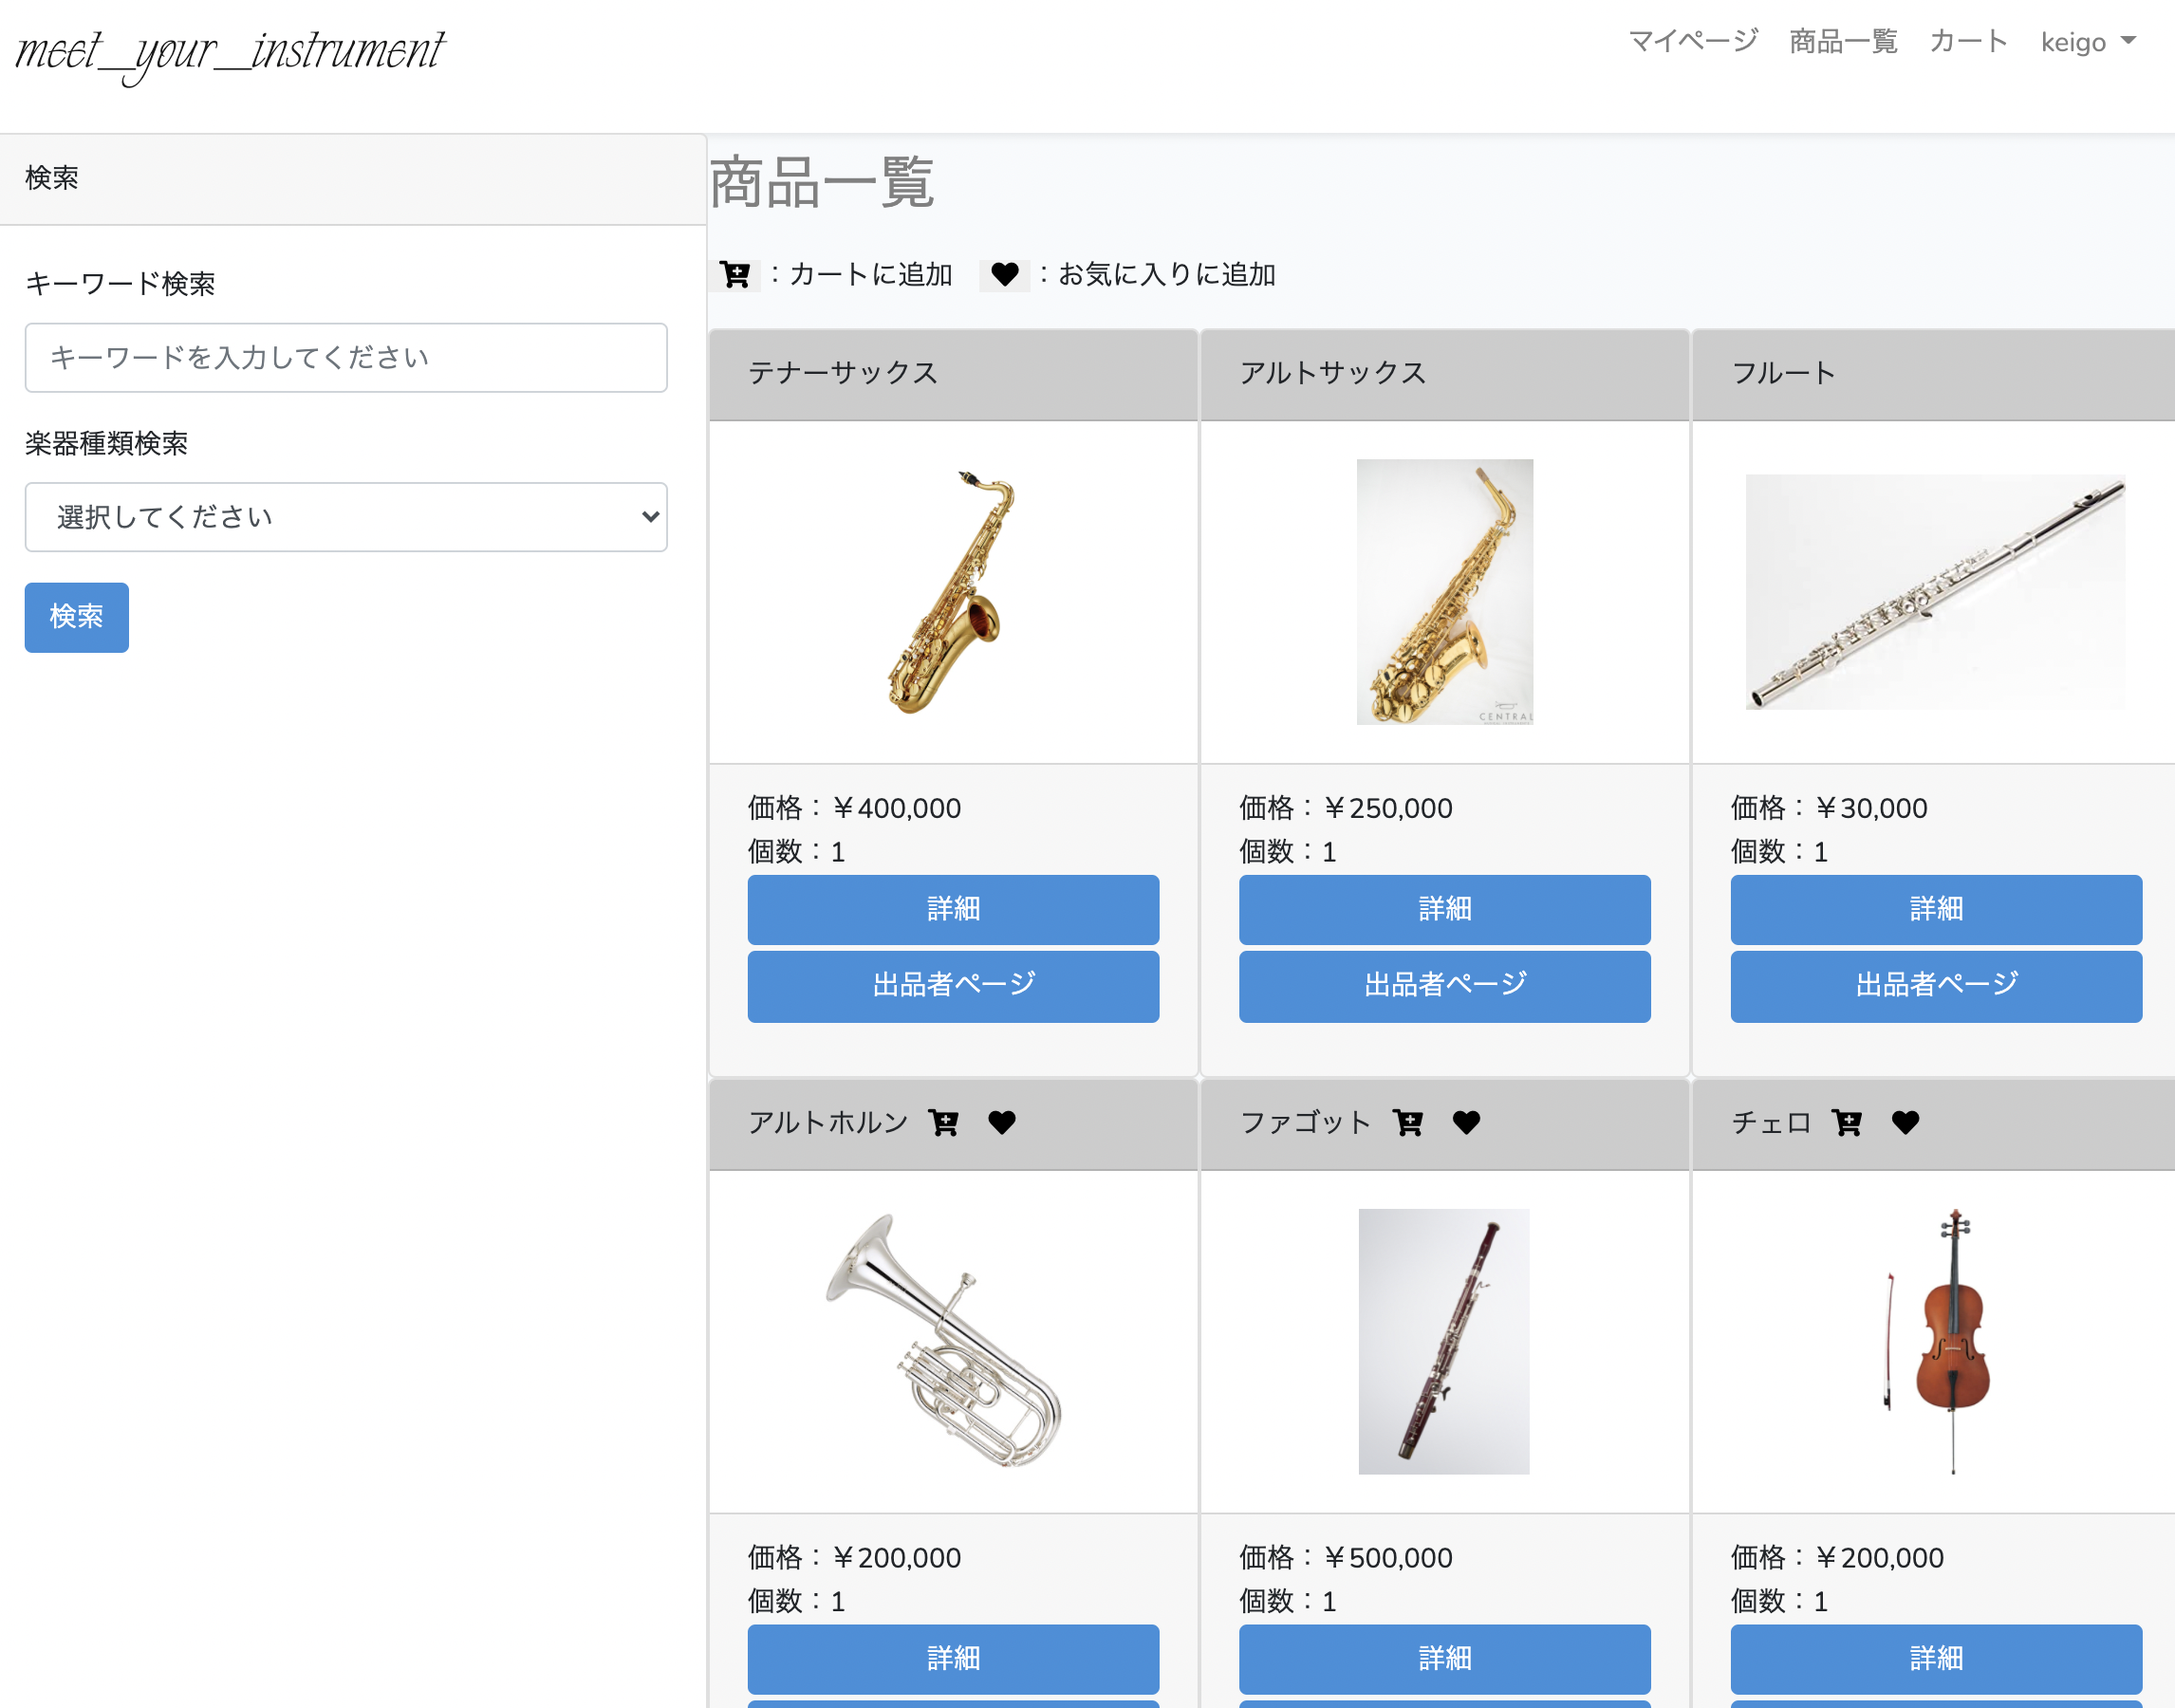 meet_your_instrument
マイページ 商品一覧 カート keigo
検索
キーワード検索
キーワードを入力してください
楽器種類検索
選択してください
検索
商品一覧
：カートに追加 ：お気に入りに追加
テナーサックス アルトサックス フルート
CENTRAL
価格：￥400,000 価格：￥250,000 価格：￥30,000
個数：1 個数：1 個数：1
詳細 詳細 詳細
出品者ページ 出品者ページ 出品者ページ
アルトホルン ファゴット チェロ
価格：￥200,000 価格：￥500,000 価格：￥200,000
個数：1 個数：1 個数：1
詳細 詳細 詳細